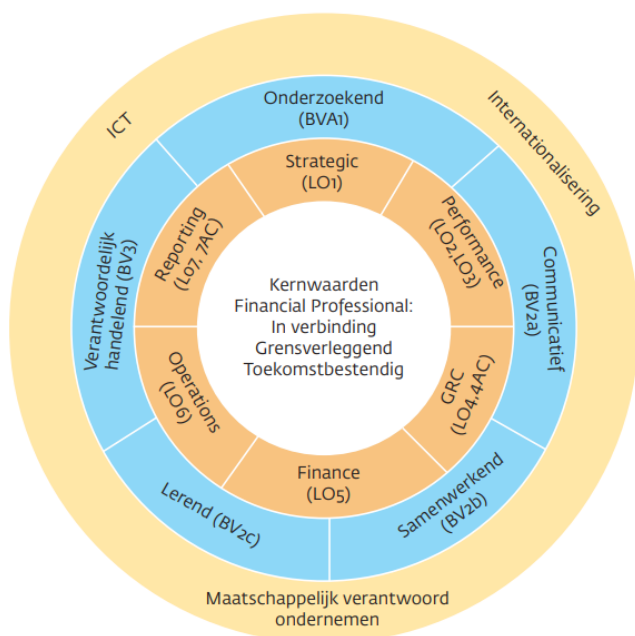 ICT
Internationalisering
Maatschappelijk verantwoord
ondernemen
Onderzoekend
(BVA1)
Communicatief
(BV2a)
Samenwerkend
(BV2b)
Lerend (BV2c)
Verantwoordelijk
handelend (BV3)
Strategic
(LO1)
Performance
(LO2,LO3)
GRC
(LO4,4AC)
Finance
(LO5)
Operations
(LO6)
Reporting
(Lo7, 7AC)
Kernwaarden
Financial Professional:
In verbinding
Grensverleggend
Toekomstbestendig